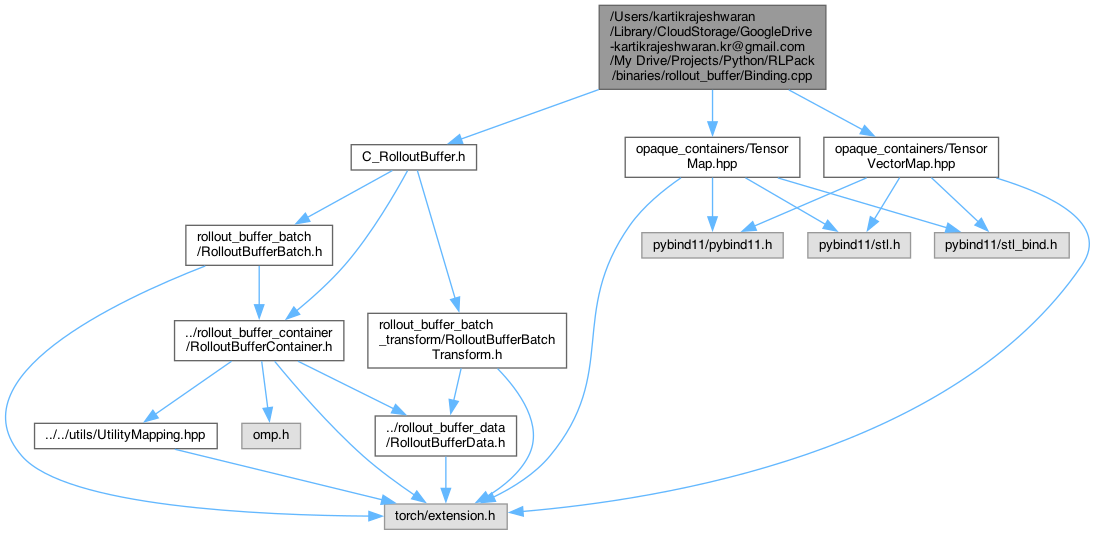 /Users/kartikrajeshwaran
/Library/CloudStorage/GoogleDrive
-kartikrajeshwaran.kr@gmail.com
/My Drive/Projects/Python/RLPack
/binaries/rollout_buffer/Binding.cpp
C_RolloutBuffer.h
opaque_containers/Tensor
Map.hpp
opaque_containers/Tensor
VectorMap.hpp
rollout_buffer_batch
/RolloutBufferBatch.h
pybind11/pybind11.h
pybind11/stl.h
pybind11/stl_bind.h
../rollout_buffer_container
/RolloutBufferContainer.h
rollout_buffer_batch
_transform/RolloutBufferBatch
Transform.h
../../utils/UtilityMapping.hpp
omp.h
../rollout_buffer_data
/RolloutBufferData.h
torch/extension.h